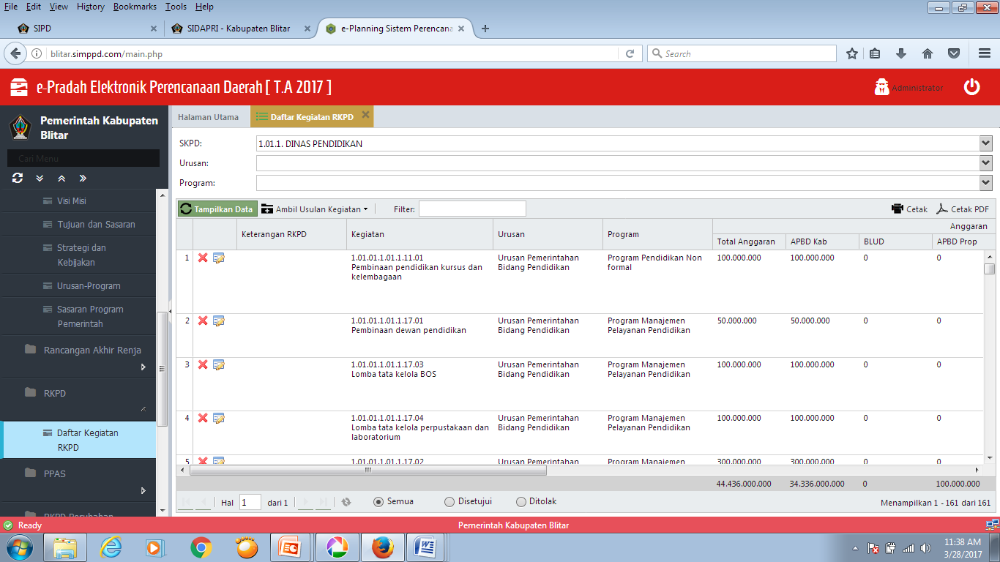 File Edit View History Bookmarks Tools Help
SIPD
SIDAPRI - Kabupaten Blitar
e-Planning Sistem Perencana
blitar.simppd.com/main.php
Search
e-Pradah Elektronik Perencanaan Daerah [ T.A 2017 ]
Administrator
Pemerintah Kabupaten
Blitar
Cari Menu
Visi Misi
Tujuan dan Sasaran
Strategi dan
Kebijakan
Urusan-Program
Sasaran Program
Pemerintah
Rancangan Akhir Renja
RKPD
Daftar Kegiatan
RKPD
PPAS
RKPD Perubahan
Halaman Utama
Daftar Kegiatan RKPD
SKPD:
1.01.1. DINAS PENDIDIKAN
Urusan:
Program:
Tampilkan Data
Ambil Usulan Kegiatan
Filter:
Cetak
Cetak PDF
Keterangan RKPD
Kegiatan
Urusan
Program
Anggaran
Total Anggaran
APBD Kab
BLUD
APBD Prop
1
1.01.01.1.01.1.11.01
Pembinaan pendidikan kursus dan
kelembagaan
Urusan Pemerintahan
Bidang Pendidikan
Program Pendidikan Non
formal
100.000.000
100.000.000
0
0
2
1.01.01.1.01.1.17.01
Pembinaan dewan pendidikan
Urusan Pemerintahan
Bidang Pendidikan
Program Manajemen
Pelayanan Pendidikan
50.000.000
50.000.000
0
0
3
1.01.01.1.01.1.17.03
Lomba tata kelola BOS
Urusan Pemerintahan
Bidang Pendidikan
Program Manajemen
Pelayanan Pendidikan
100.000.000
100.000.000
0
0
4
1.01.01.1.01.1.17.04
Lomba tata kelola perpustakaan dan
laboratorium
Urusan Pemerintahan
Bidang Pendidikan
Program Manajemen
Pelayanan Pendidikan
100.000.000
100.000.000
0
0
5
1.01.01.1.01.1.17.02
Urusan Pemerintahan
Program Manajemen
300.000.000
300.000.000
0
0
44.436.000.000
34.336.000.000
0
100.000.000
Hal 1 dari 1
Semua
Disetujui
Ditolak
Menampilkan 1 - 161 dari 161
Ready
Pemerintah Kabupaten Blitar
11:38 AM
3/28/2017